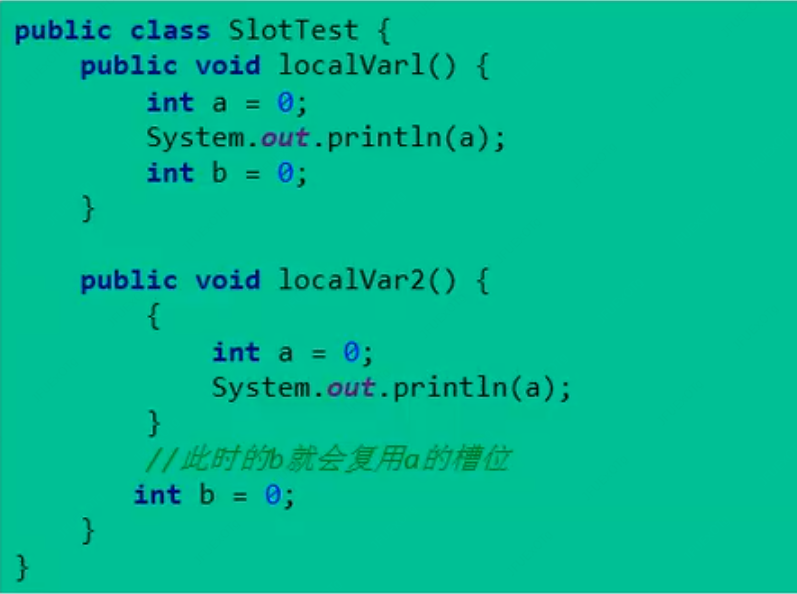 public class SlotTest {
    public void localVarl() {
        int a = 0;
        System.out.println(a);
        int b = 0;
    }

    public void localVar2() {
        {
            int a = 0;
            System.out.println(a);
        }
        //此时的b就会复用a的槽位
        int b = 0;
    }
}